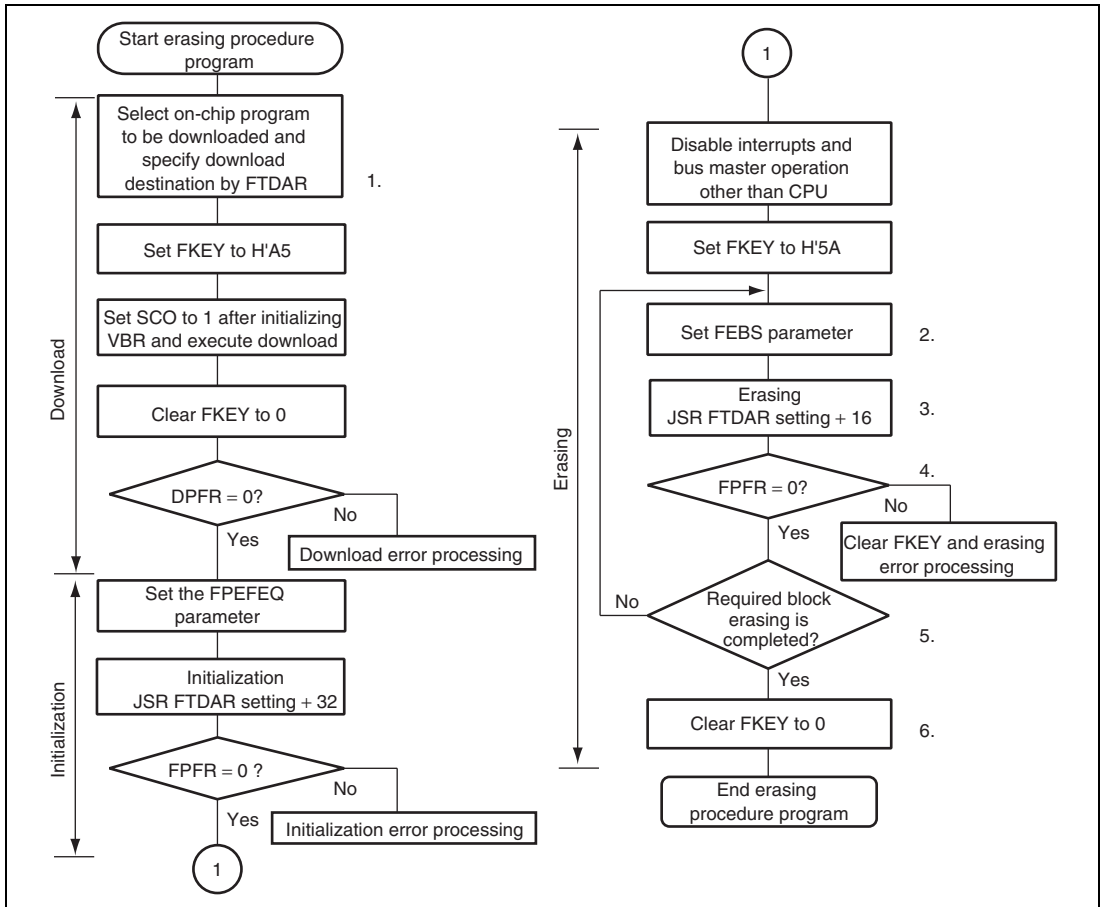 Start erasing procedure
program
Select on-chip program
to be downloaded and
specify download
destination by FTDAR
1.
Set FKEY to H'A5
Set SCO to 1 after initializing
VBR and execute download
Clear FKEY to 0
DPFR = 0?
No
Yes
Download error processing
Download
Set the FPEFEQ
parameter
Initialization
JSR FTDAR setting + 32
FPFR = 0 ?
No
Yes
Initialization error processing
Initialization
1
1
Disable interrupts and
bus master operation
other than CPU
Set FKEY to H'5A
Set FEBS parameter
2.
Erasing
JSR FTDAR setting + 16
3.
4.
FPFR = 0?
No
Yes
Clear FKEY and erasing
error processing
Erasing
No
Required block
erasing is
completed?
5.
Yes
Clear FKEY to 0
6.
End erasing
procedure program